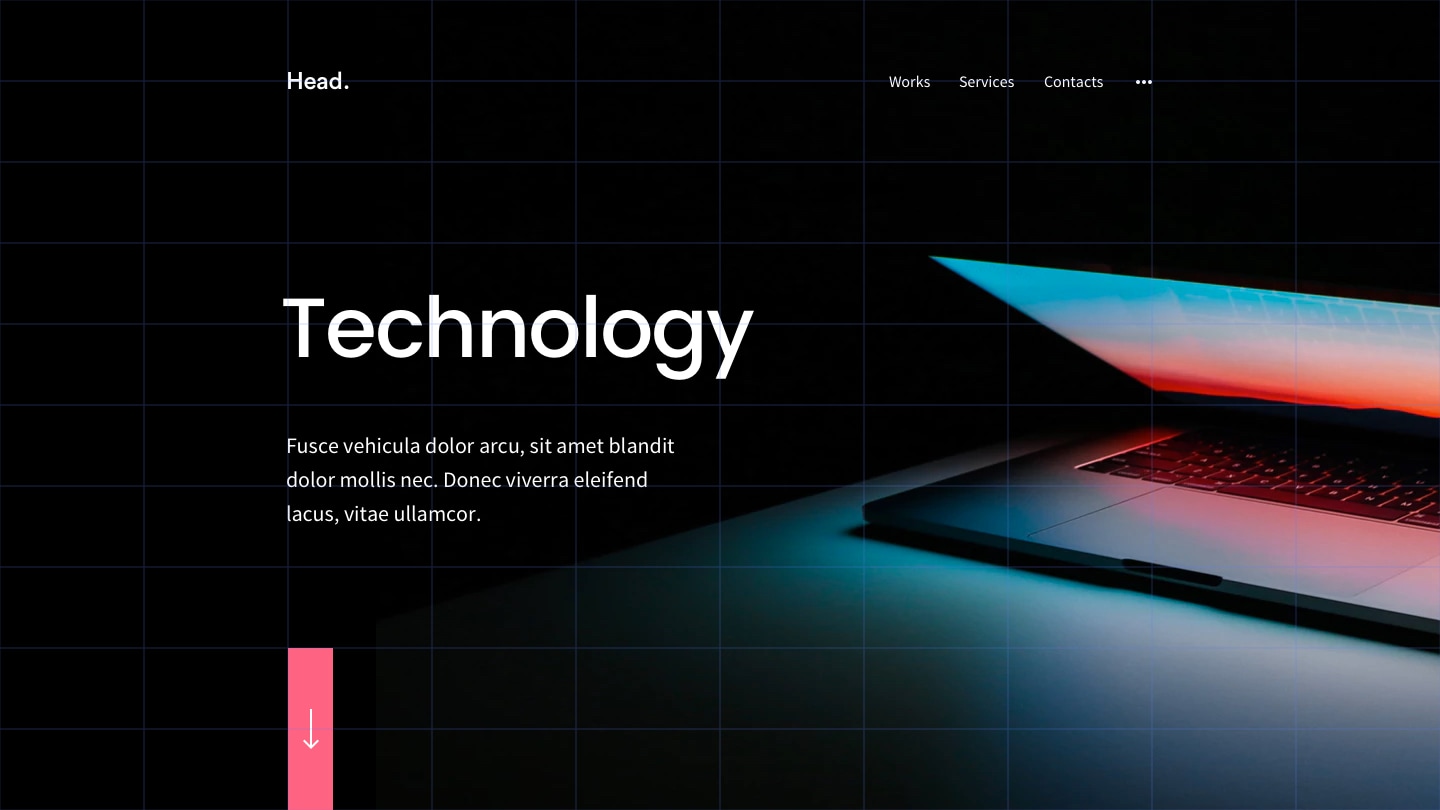 Head.
Works Services Contacts
Technology
Fusce vehicula dolor arcu, sit amet blandit
dolor mollis nec. Donec viverra eleifend
lacus, vitae ullamcor.